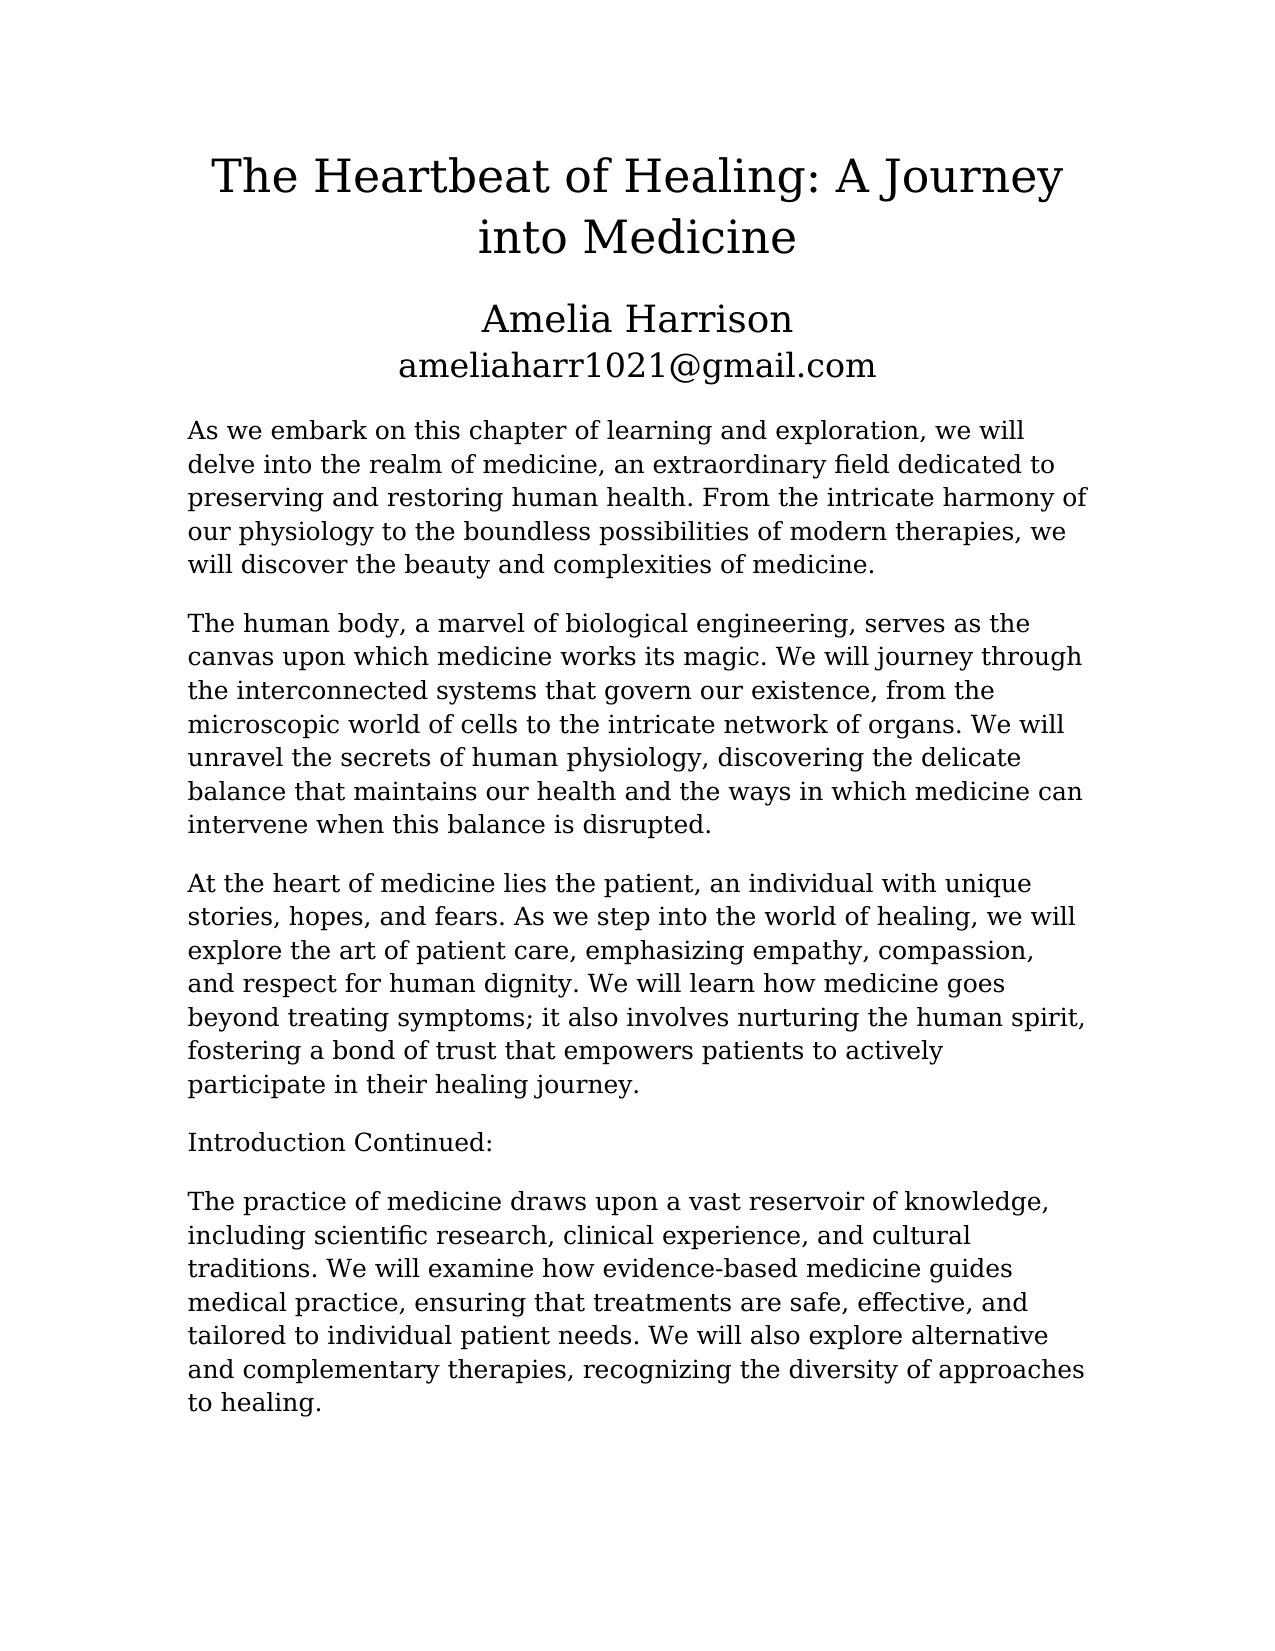 The Heartbeat of Healing: A Journey
into Medicine
Amelia Harrison
ameliaharr1021@gmail.com
As we embark on this chapter of learning and exploration, we will
delve into the realm of medicine, an extraordinary field dedicated to
preserving and restoring human health. From the intricate harmony of
our physiology to the boundless possibilities of modern therapies, we
will discover the beauty and complexities of medicine.
The human body, a marvel of biological engineering, serves as the
canvas upon which medicine works its magic. We will journey through
the interconnected systems that govern our existence, from the
microscopic world of cells to the intricate network of organs. We will
unravel the secrets of human physiology, discovering the delicate
balance that maintains our health and the ways in which medicine can
intervene when this balance is disrupted.
At the heart of medicine lies the patient, an individual with unique
stories, hopes, and fears. As we step into the world of healing, we will
explore the art of patient care, emphasizing empathy, compassion,
and respect for human dignity. We will learn how medicine goes
beyond treating symptoms; it also involves nurturing the human spirit,
fostering a bond of trust that empowers patients to actively
participate in their healing journey.
Introduction Continued:
The practice of medicine draws upon a vast reservoir of knowledge,
including scientific research, clinical experience, and cultural
traditions. We will examine how evidence-based medicine guides
medical practice, ensuring that treatments are safe, effective, and
tailored to individual patient needs. We will also explore alternative
and complementary therapies, recognizing the diversity of approaches
to healing.